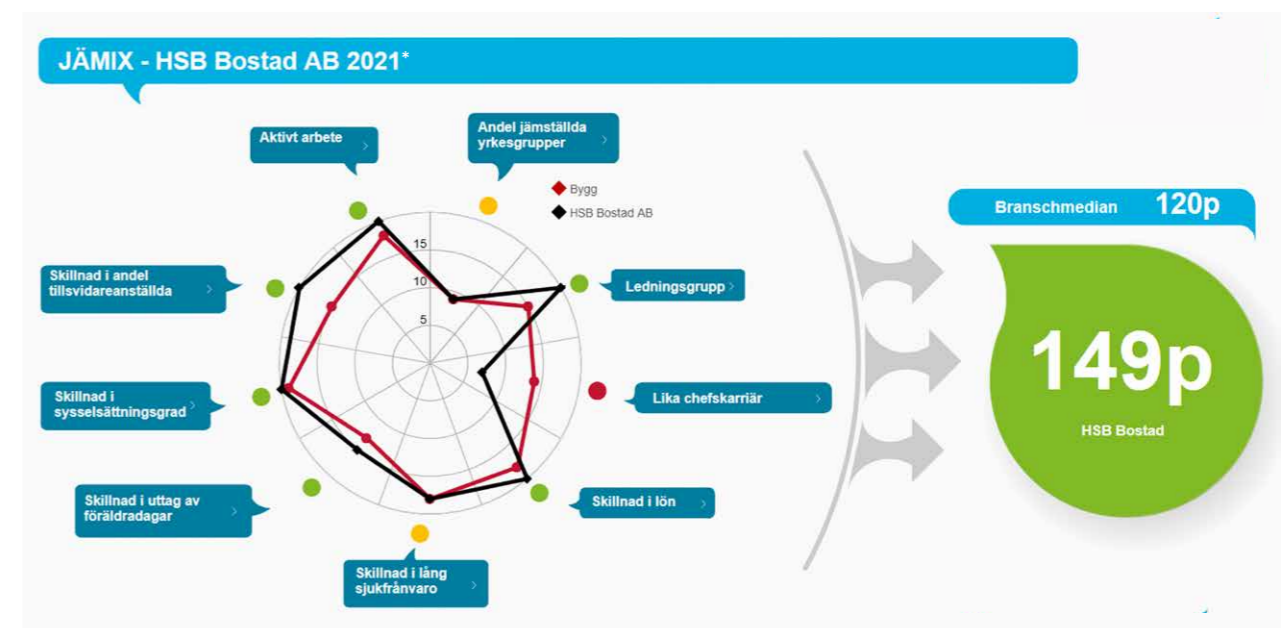 JÄMIX - HSB Bostad AB 2021*
Aktivt arbete
Andel jämställda
yrkesgrupper
Bygg
HSB Bostad AB
15
10
5
Skillnad i andel
tillsvidareanställda
Ledningsgrupp
Skillnad i
sysselsättningsgrad
Lika chefskarriär
Skillnad i uttag av
föräldradagar
Skillnad i lön
Skillnad i lång
sjukfrånvaro
Branschmedian 120p
149p
HSB Bostad